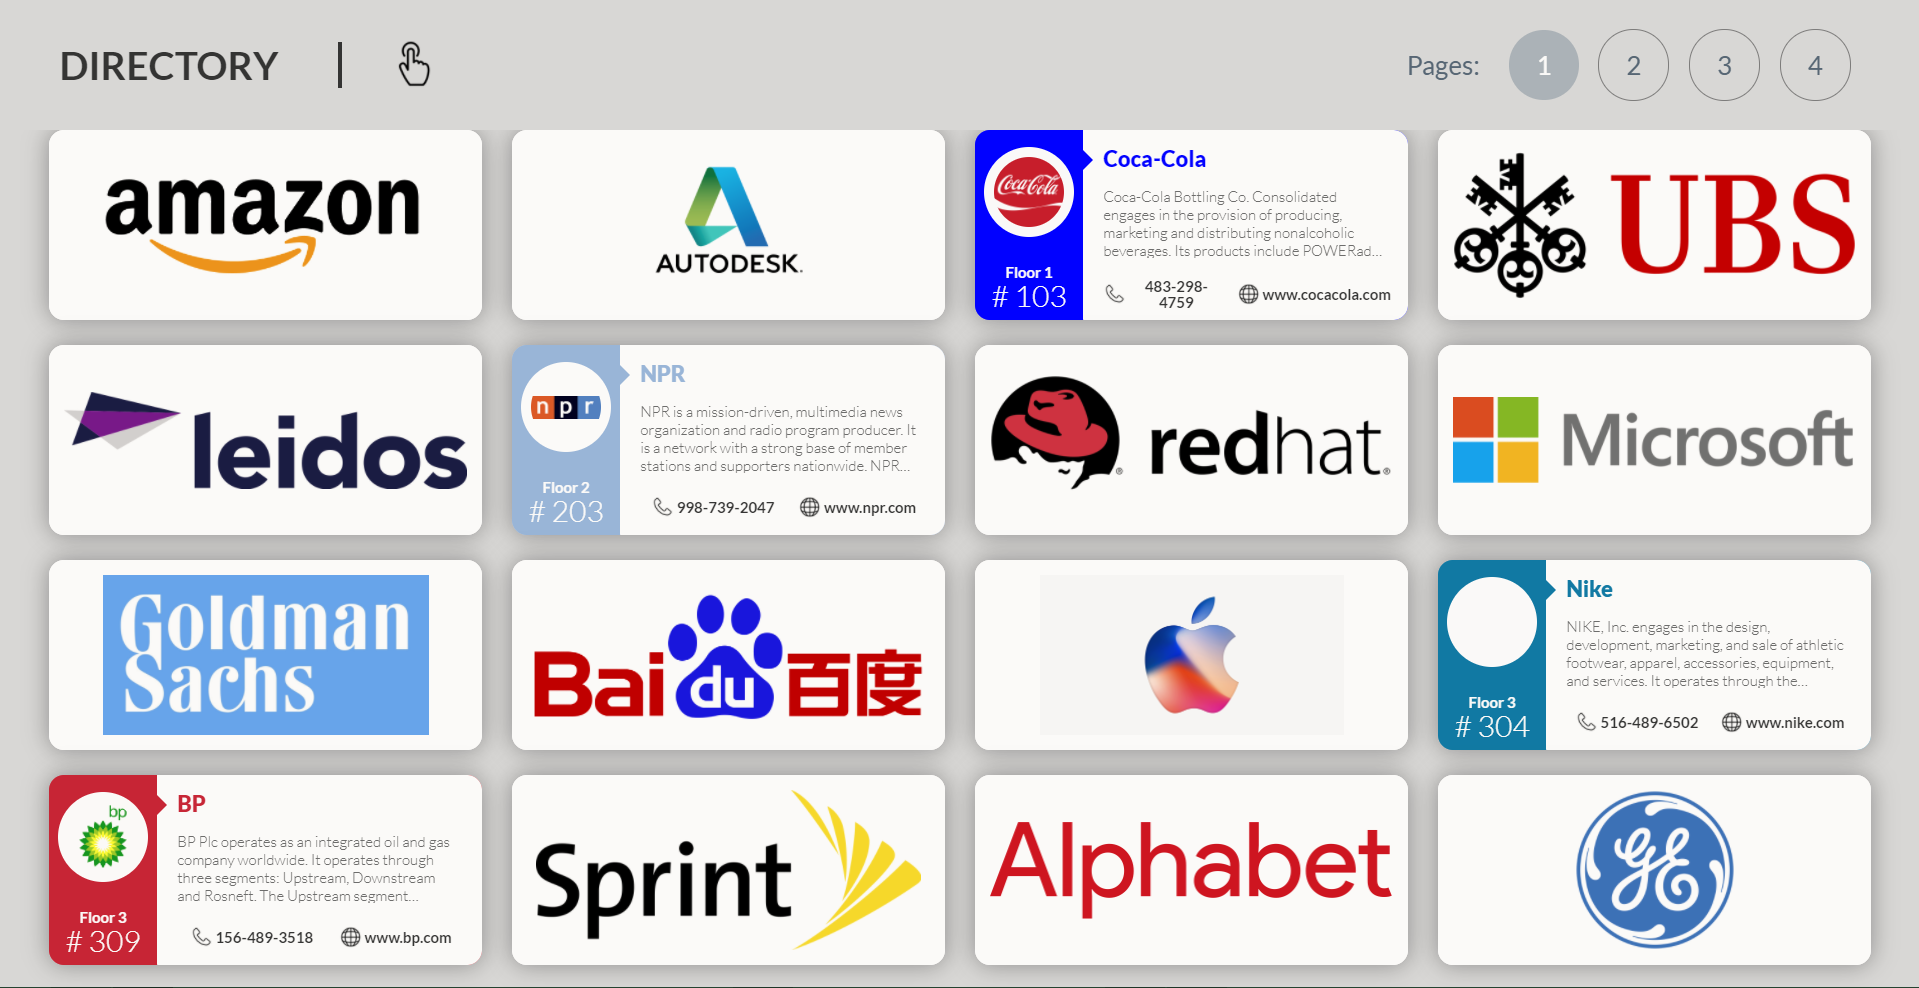 DIRECTORY
Pages: 1 2 3 4
amazon
AUTODESK.
Coca-Cola
Floor 1
# 103
Coca-Cola
Coca-Cola Bottling Co. Consolidated
engages in the provision of producing,
marketing and distributing nonalcoholic
beverages. Its products include POWERad...
483-298-
4759
www.cocacola.com
UBS
leidos
npr
Floor 2
# 203
NPR
NPR is a mission-driven, multimedia news
organization and radio program producer. It
is a network with a strong base of member
stations and supporters nationwide. NPR...
998-739-2047
www.npr.com
redhat®
Microsoft
Goldman
Sachs
Bai du 百度
Floor 3
# 304
Nike
NIKE, Inc. engages in the design,
development, marketing, and sale of athletic
footwear, apparel, accessories, equipment,
and services. It operates through the...
516-489-6502
www.nike.com
bp
Floor 3
# 309
BP
BP Plc operates as an integrated oil and gas
company worldwide. It operates through
three segments: Upstream, Downstream
and Rosneft. The Upstream segment...
156-489-3518
www.bp.com
Sprint
Alphabet
GE